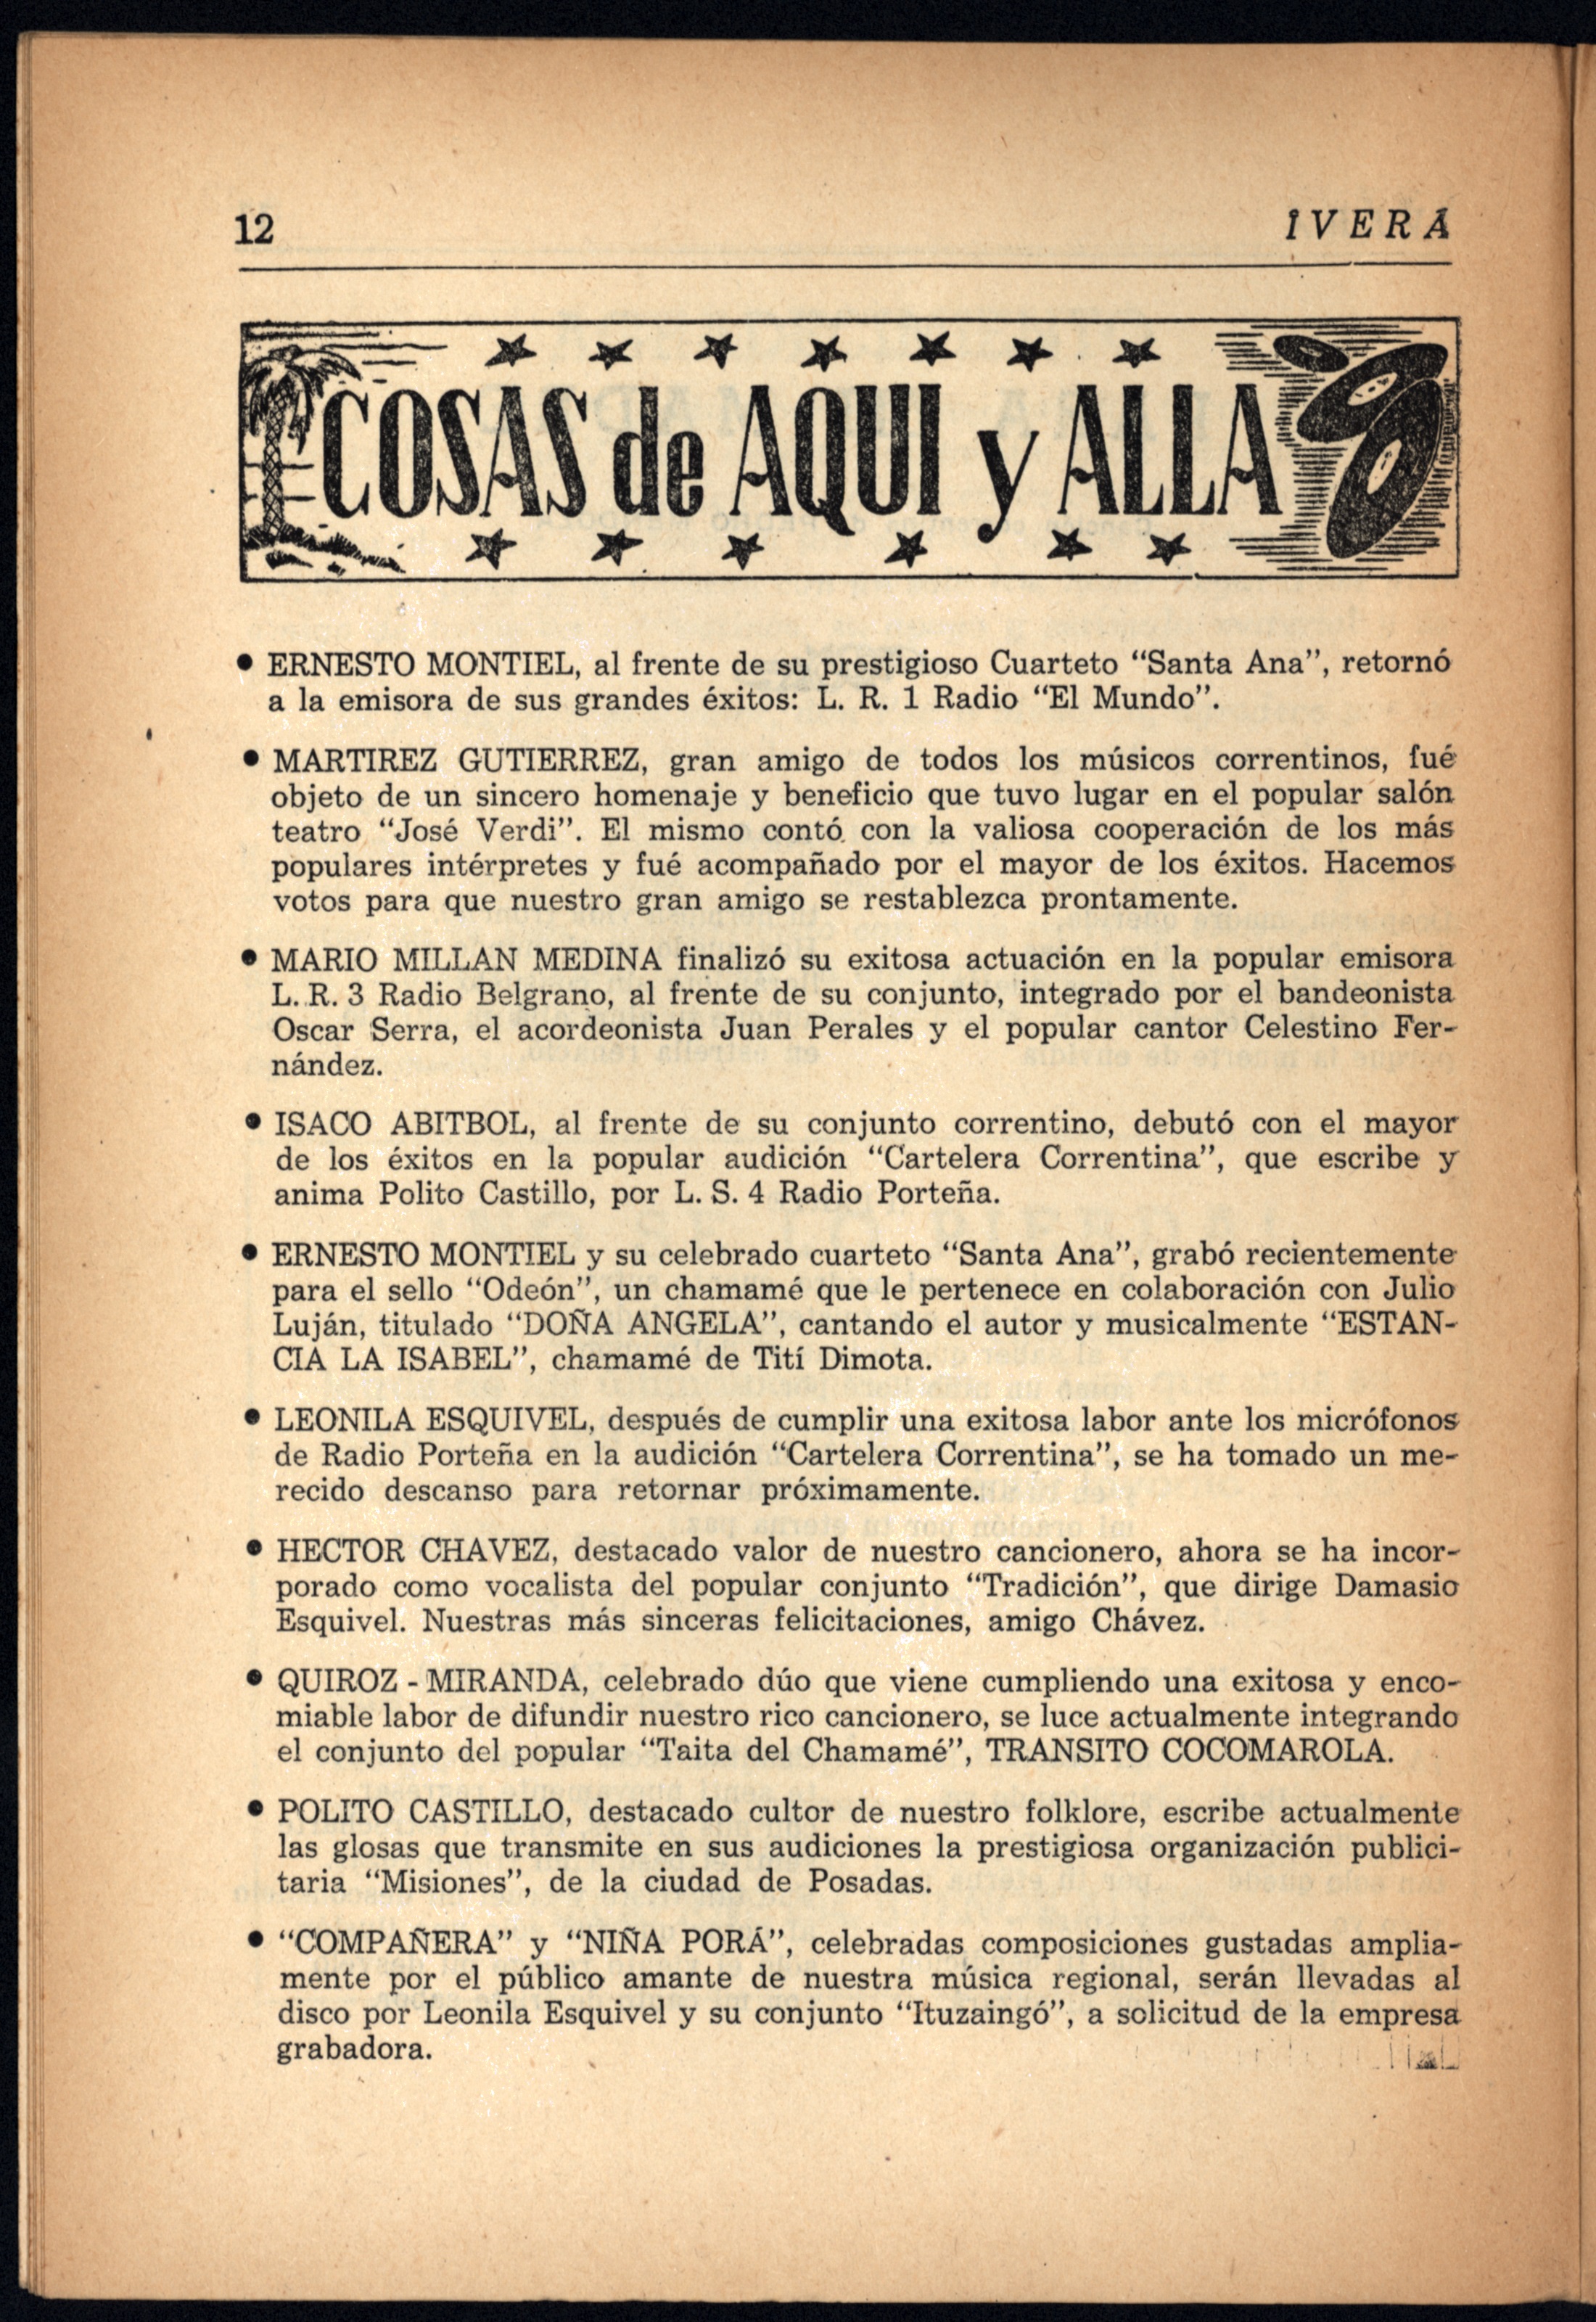 12
IVERÁ
COSAS de AQUI y ALLA
● ERNESTO MONTIEL, al frente de su prestigioso Cuarteto “Santa Ana”, retornó
a la emisora de sus grandes éxitos: L. R. 1 Radio “El Mundo”.
● MARTIREZ GUTIERREZ, gran amigo de todos los músicos correntinos, fué
objeto de un sincero homenaje y beneficio que tuvo lugar en el popular salón
teatro “José Verdi”. El mismo contó con la valiosa cooperación de los más
populares intérpretes y fué acompañado por el mayor de los éxitos. Hacemos
votos para que nuestro gran amigo se restablezca prontamente.
● MARIO MILLAN MEDINA finalizó su exitosa actuación en la popular emisora
L. R. 3 Radio Belgrano, al frente de su conjunto, integrado por el bandeonista
Oscar Serra, el acordeonista Juan Perales y el popular cantor Celestino Fer-
nández.
● ISACO ABITBOL, al frente de su conjunto correntino, debutó con el mayor
de los éxitos en la popular audición “Cartelera Correntina”, que escribe y
anima Polito Castillo, por L. S. 4 Radio Porteña.
● ERNESTO MONTIEL y su celebrado cuarteto “Santa Ana”, grabó recientemente
para el sello “Odeón”, un chamamé que le pertenece en colaboración con Julio
Luján, titulado “DOÑA ANGELA”, cantando el autor y musicalmente “ESTAN-
CIA LA ISABEL”, chamamé de Tití Dimota.
● LEONILA ESQUIVEL, después de cumplir una exitosa labor ante los micrófonos
de Radio Porteña en la audición “Cartelera Correntina”, se ha tomado un me-
recido descanso para retornar próximamente.
● HECTOR CHAVEZ, destacado valor de nuestro cancionero, ahora se ha incor-
porado como vocalista del popular conjunto “Tradición”, que dirige Damasio
Esquivel. Nuestras más sinceras felicitaciones, amigo Chávez.
● QUIROZ - MIRANDA, celebrado dúo que viene cumpliendo una exitosa y enco-
miable labor de difundir nuestro rico cancionero, se luce actualmente integrando
el conjunto del popular “Taita del Chamamé”, TRANSITO COCOMAROLA.
● POLITO CASTILLO, destacado cultor de nuestro folklore, escribe actualmente
las glosas que transmite en sus audiciones la prestigiosa organización publici-
taria “Misiones”, de la ciudad de Posadas.
● “COMPAÑERA” y “NIÑA PORÁ”, celebradas composiciones gustadas amplia-
mente por el público amante de nuestra música regional, serán llevadas al
disco por Leonila Esquivel y su conjunto “Ituzaingó”, a solicitud de la empresa
grabadora.